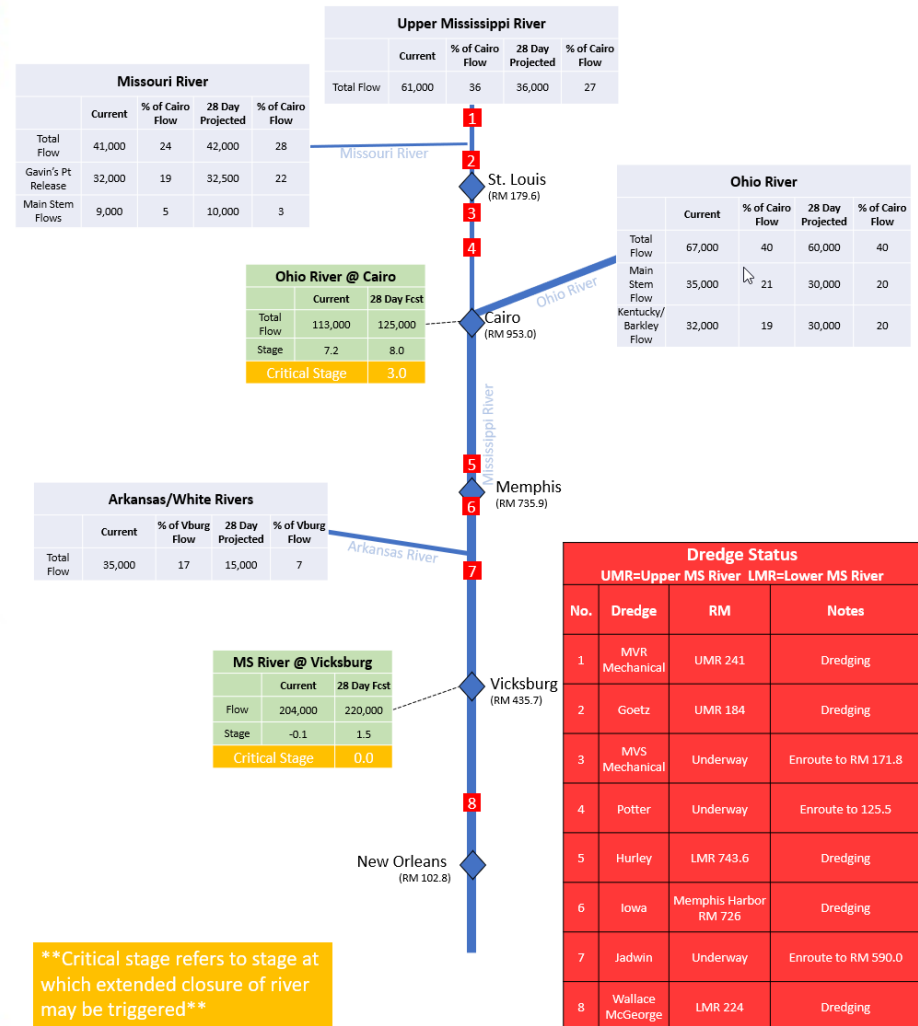 Upper Mississippi River
Current % of Cairo Flow 28 Day Projected % of Cairo Flow
Total Flow 61,000 36 36,000 27
Missouri River
Current % of Cairo Flow 28 Day Projected % of Cairo Flow
Total Flow 41,000 24 42,000 28
Gavin's Pt Release 32,000 19 32,500 22
Main Stem Flows 9,000 5 10,000 3
1
Missouri River
2
St. Louis
(RM 179.6)
3
4
Ohio River
Current % of Cairo Flow 28 Day Projected % of Cairo Flow
Total Flow 67,000 40 60,000 40
Main Stem Flow 35,000 21 30,000 20
Kentucky/ Barkley Flow 32,000 19 30,000 20
Ohio River
Ohio River @ Cairo
Current 28 Day Fcst
Total Flow 113,000 125,000
Stage 7.2 8.0
Critical Stage 3.0
Cairo
(RM 953.0)
Mississippi River
5
Memphis
(RM 735.9)
6
Arkansas/White Rivers
Current % of Vburg Flow 28 Day Projected % of Vburg Flow
Total Flow 35,000 17 15,000 7
Arkansas River
7
MS River @ Vicksburg
Current 28 Day Fcst
Flow 204,000 220,000
Stage -0.1 1.5
Critical Stage 0.0
Vicksburg
(RM 435.7)
8
New Orleans
(RM 102.8)
Dredge Status
UMR=Upper MS River LMR=Lower MS River
No. Dredge RM Notes
1 MVR Mechanical UMR 241 Dredging
2 Goetz UMR 184 Dredging
3 MVS Mechanical Underway Enroute to RM 171.8
4 Potter Underway Enroute to 125.5
5 Hurley LMR 743.6 Dredging
6 Iowa Memphis Harbor RM 726 Dredging
7 Jadwin Underway Enroute to RM 590.0
8 Wallace McGeorge LMR 224 Dredging
**Critical stage refers to stage at
which extended closure of river
may be triggered**